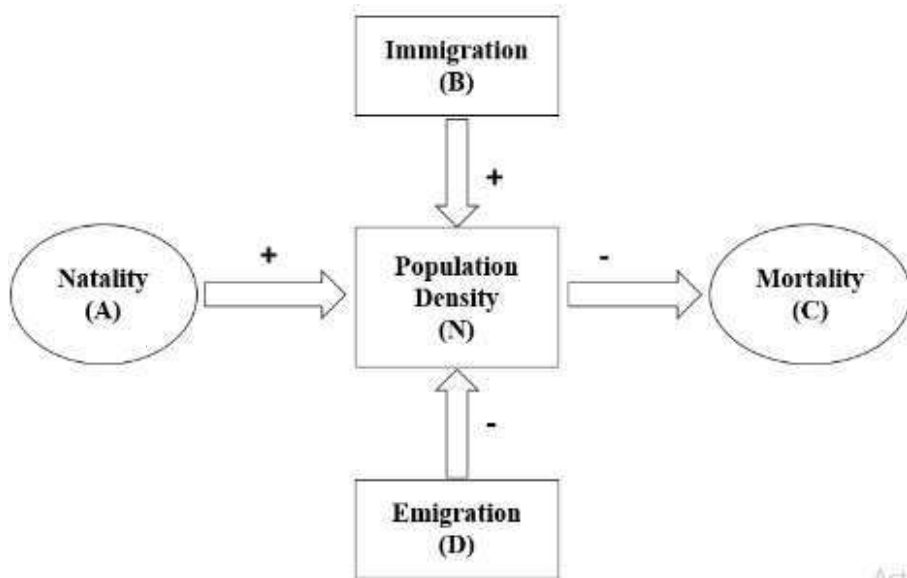 Immigration
(B)
+
Natality
(A)
+
Population
Density
(N)
-
Mortality
(C)
-
Emigration
(D)